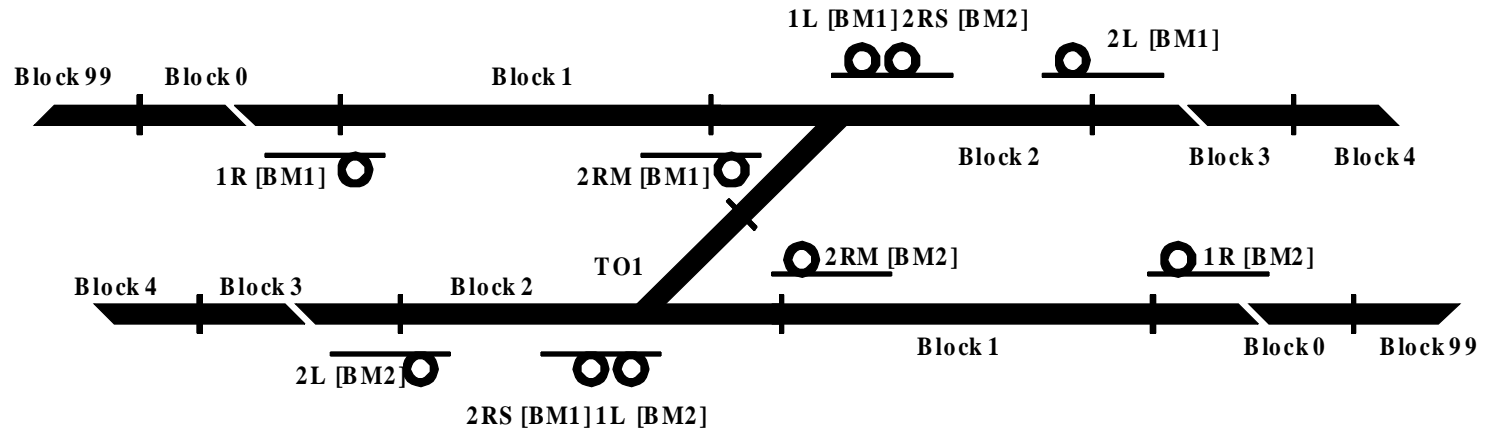 1L [BM1] 2RS [BM2]
2L [BM1]
Block 99 Block 0 Block 1
1R [BM1] 2RM [BM1] Block 2 Block 3 Block 4
TO1 2RM [BM2] 1R [BM2]
Block 4 Block 3 Block 2
Block 1 Block 0 Block 99
2L [BM2]
2RS [BM1] 1L [BM2]